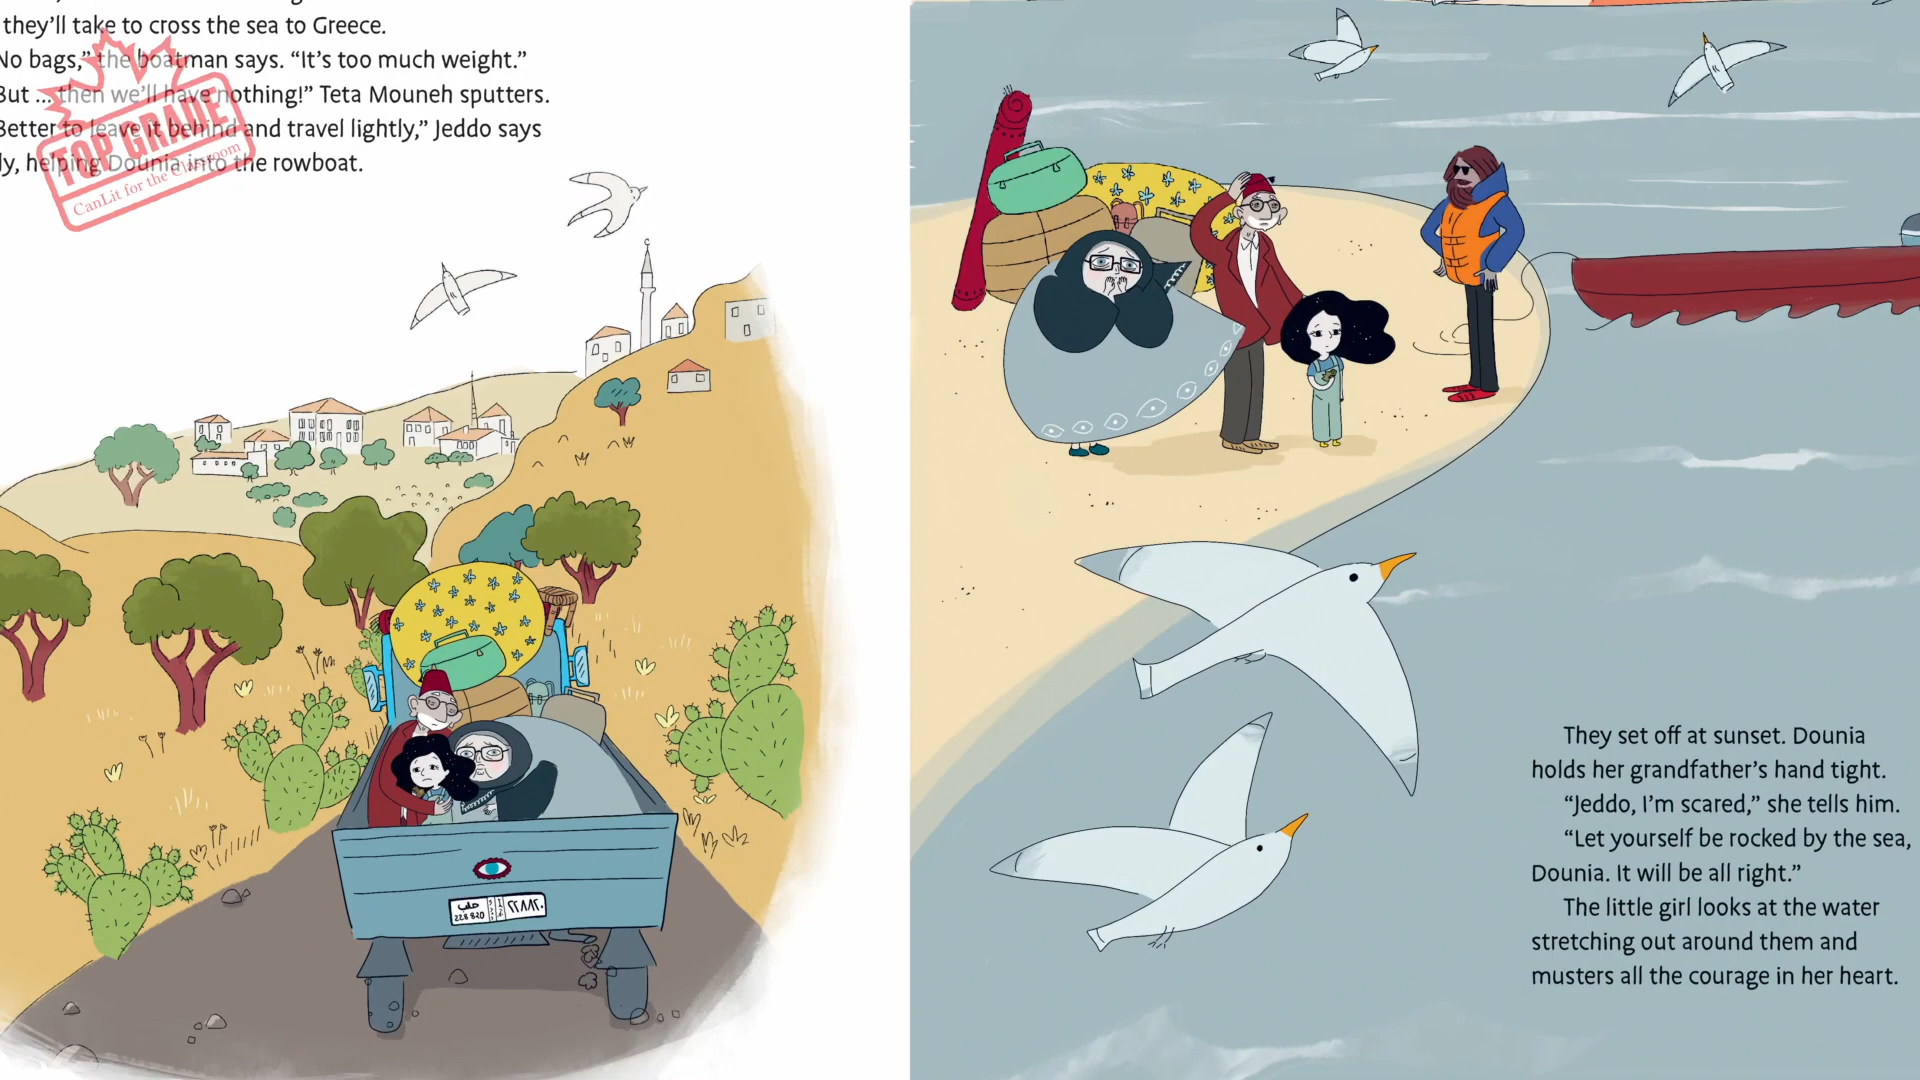 they’ll take to cross the sea to Greece.
No bags,” the boatman says. “It’s too much weight.”
But ... then we’ll have nothing!” Teta Mouneh sputters.
Better to leave it behind and travel lightly,” Jeddo says
ly, helping Dounia into the rowboat.
TOP GRADE
CanLit for the Classroom
حلب
228 820
٢٢٨٨٢٠
They set off at sunset. Dounia
holds her grandfather’s hand tight.
“Jeddo, I’m scared,” she tells him.
“Let yourself be rocked by the sea,
Dounia. It will be all right.”
The little girl looks at the water
stretching out around them and
musters all the courage in her heart.